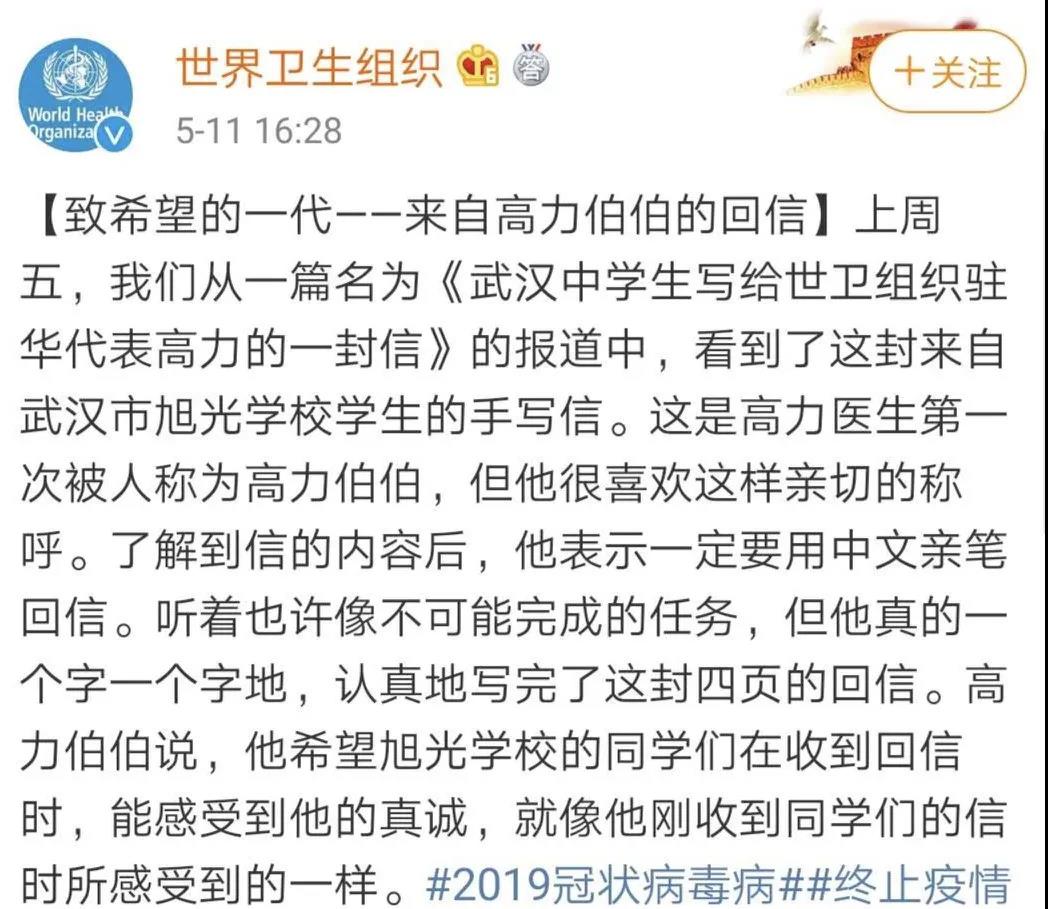 世界卫生组织
World Health
Organiza
5-11 16:28
+关注
【致希望的一代——来自高力伯伯的回信】上周
五，我们从一篇名为《武汉中学生写给世卫组织驻
华代表高力的一封信》的报道中，看到了这封来自
武汉市旭光学校学生的手写信。这是高力医生第一
次被人称为高力伯伯，但他很喜欢这样亲切的称
呼。了解到信的内容后，他表示一定要用中文亲笔
回信。听着也许像不可能完成的任务，但他真的一
个字一个字地，认真地写完了这封四页的回信。高
力伯伯说，他希望旭光学校的同学们在收到回信
时，能感受到他的真诚，就像他刚收到同学们的信
时所感受到的一样。#2019冠状病毒病##终止疫情